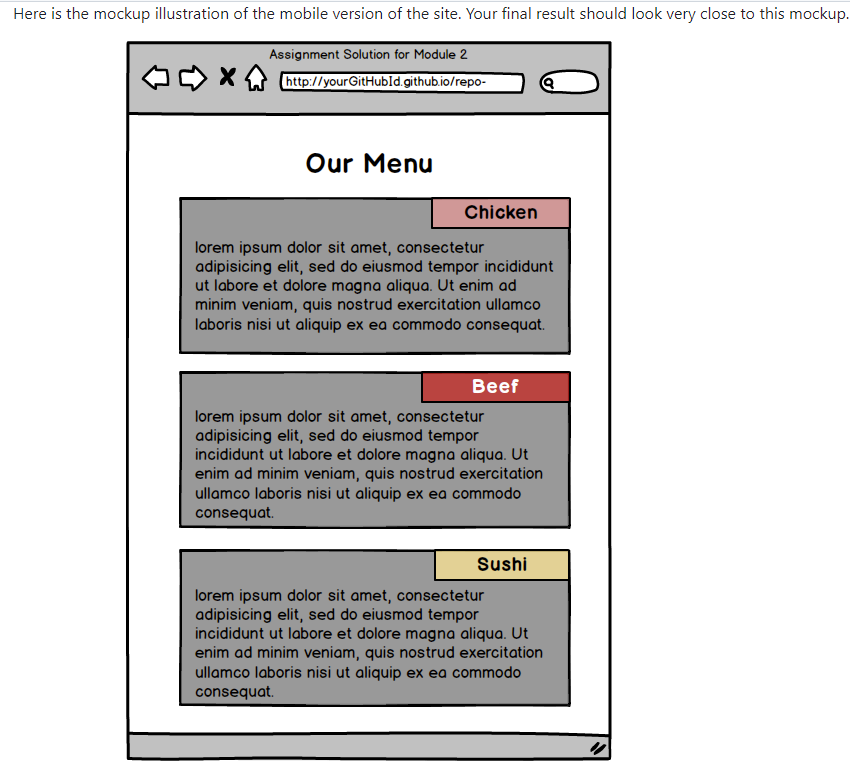 Here is the mockup illustration of the mobile version of the site. Your final result should look very close to this mockup.
Assignment Solution for Module 2
http://yourGitHubId.github.io/repo-
Our Menu
Chicken
lorem ipsum dolor sit amet, consectetur
adipisicing elit, sed do eiusmod tempor incididunt
ut labore et dolore magna aliqua. Ut enim ad
minim veniam, quis nostrud exercitation ullamco
laboris nisi ut aliquip ex ea commodo consequat.
Beef
lorem ipsum dolor sit amet, consectetur
adipisicing elit, sed do eiusmod tempor
incididunt ut labore et dolore magna aliqua. Ut
enim ad minim veniam, quis nostrud exercitation
ullamco laboris nisi ut aliquip ex ea commodo
consequat.
Sushi
lorem ipsum dolor sit amet, consectetur
adipisicing elit, sed do eiusmod tempor
incididunt ut labore et dolore magna aliqua. Ut
enim ad minim veniam, quis nostrud exercitation
ullamco laboris nisi ut aliquip ex ea commodo
consequat.